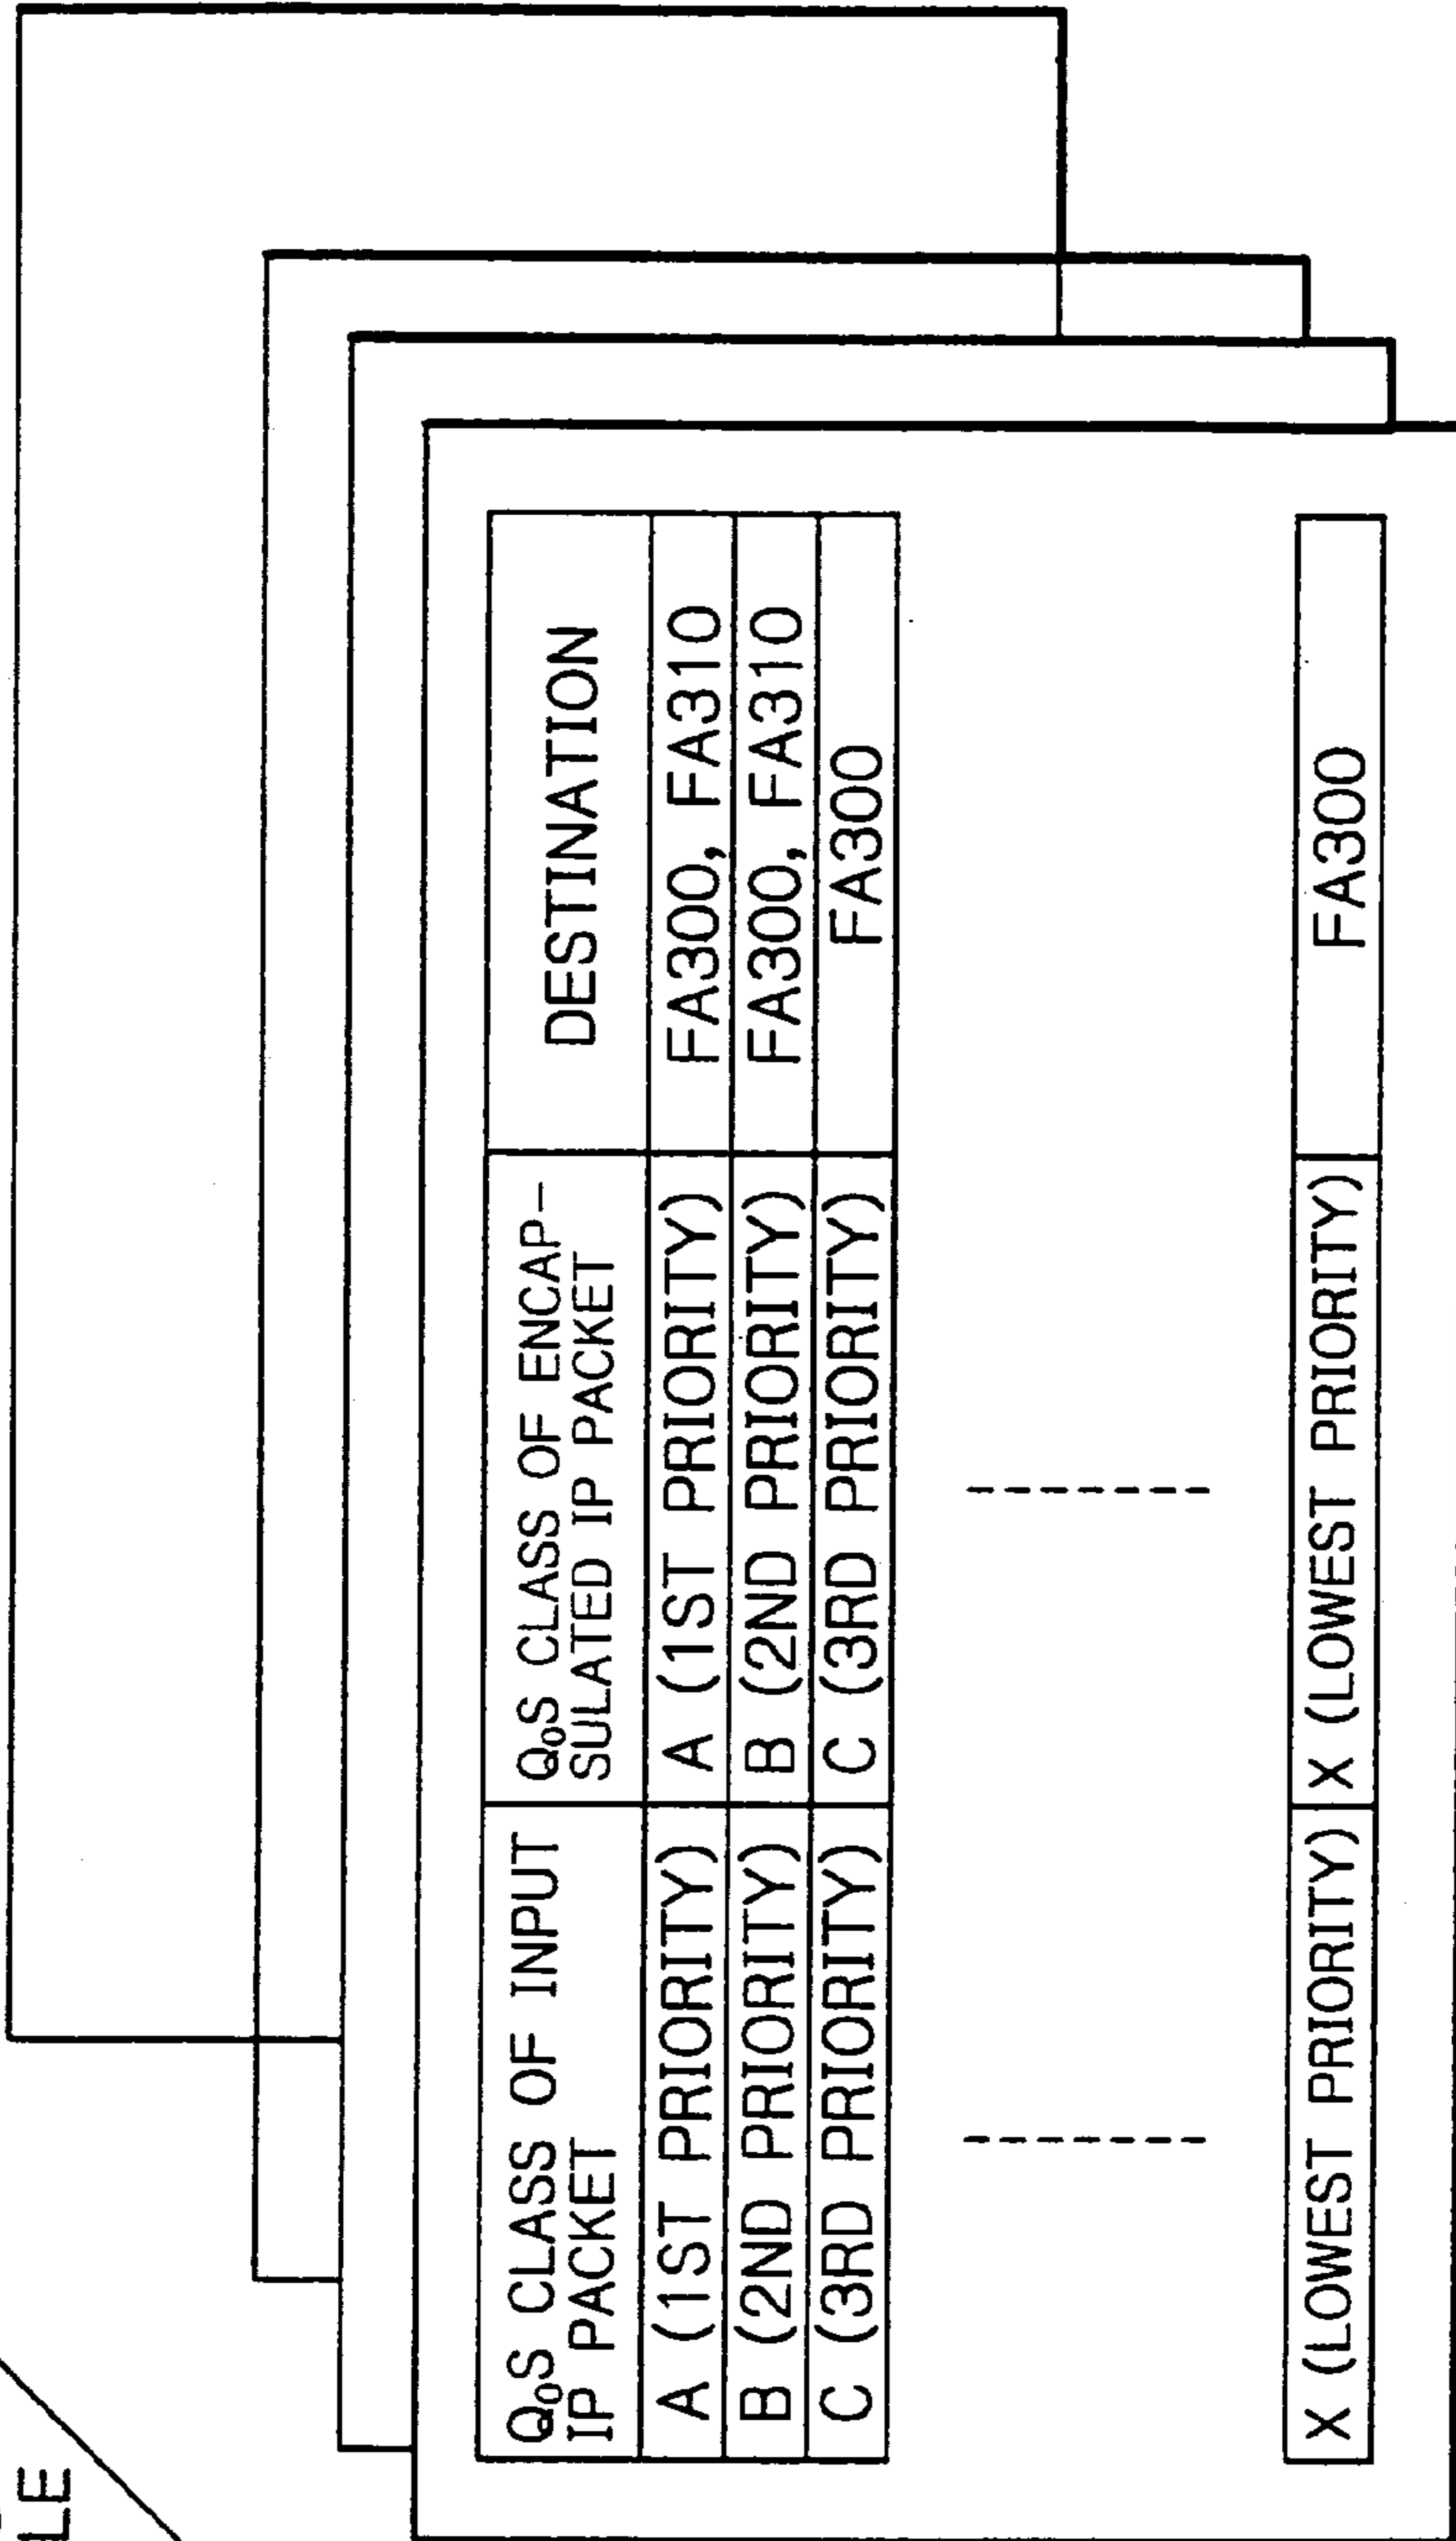 QoS CLASS OF INPUT
IP PACKET
QoS CLASS OF ENCAP-
SULATED IP PACKET
DESTINATION
A (1ST PRIORITY) A (1ST PRIORITY) FA300, FA310
B (2ND PRIORITY) B (2ND PRIORITY) FA300, FA310
C (3RD PRIORITY) C (3RD PRIORITY) FA300
X (LOWEST PRIORITY) X (LOWEST PRIORITY) FA300